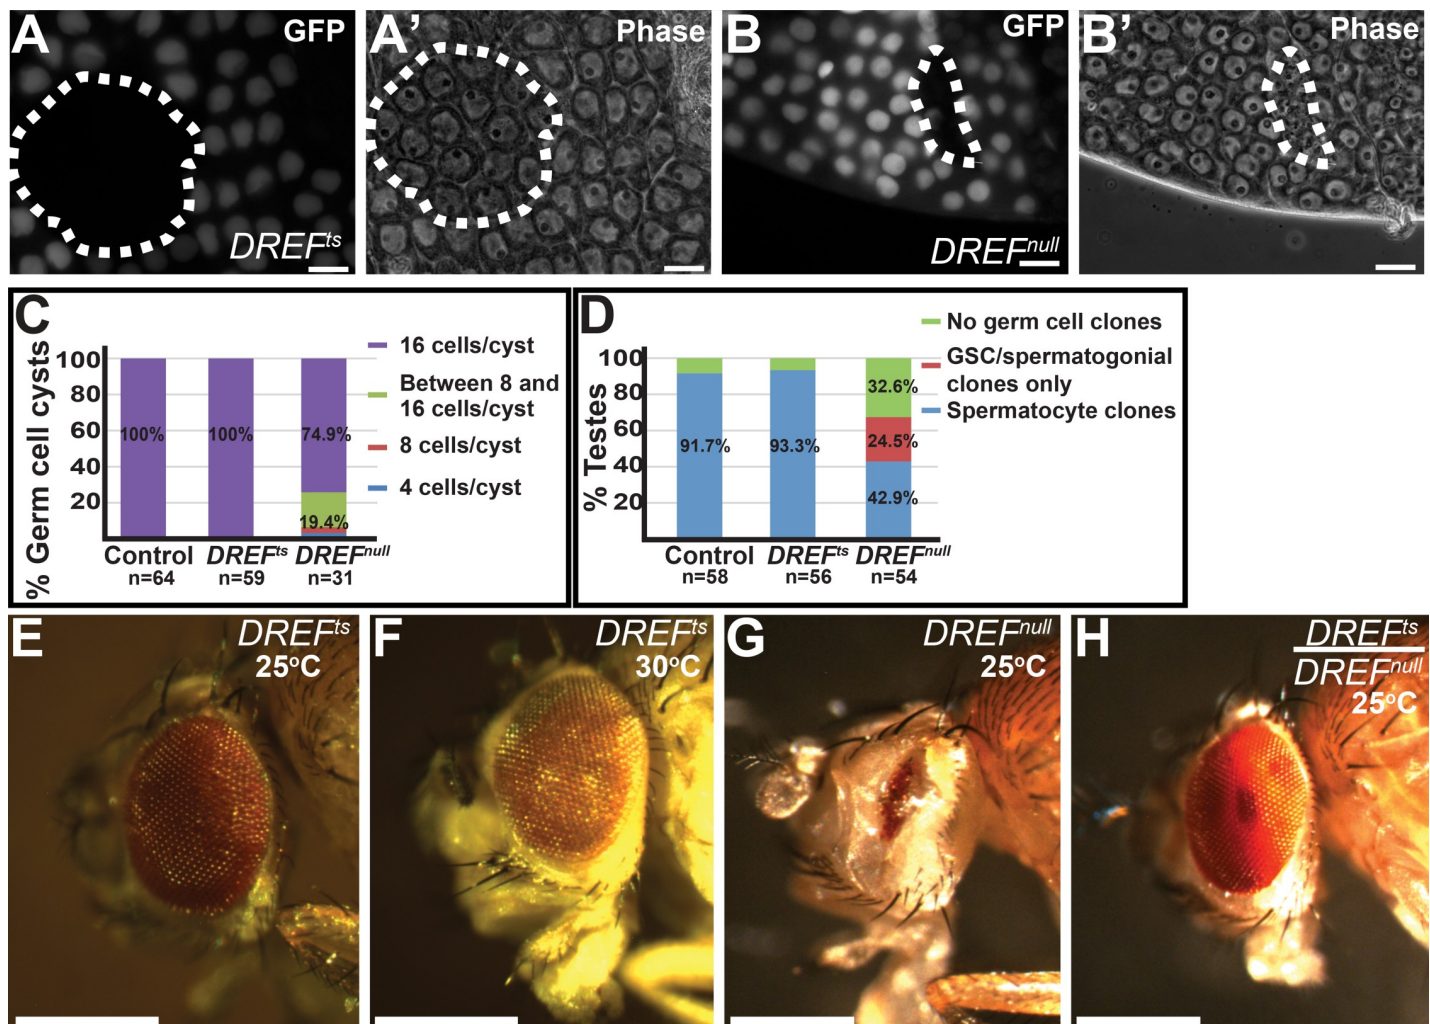 A GFP DREFts
A’ Phase
B GFP DREFnull
B’ Phase
C
% Germ cell cysts
100
80
60
40
20
100% 100% 74.9%
19.4%
Control DREFts DREFnull
n=64 n=59 n=31
16 cells/cyst
Between 8 and
16 cells/cyst
8 cells/cyst
4 cells/cyst
D
% Testes
100
80
60
40
20
91.7% 93.3% 32.6%
24.5%
42.9%
Control DREFts DREFnull
n=58 n=56 n=54
No germ cell clones
GSC/spermatogonial
clones only
Spermatocyte clones
E DREFts
25oC
F DREFts
30oC
G DREFnull
25oC
H DREFts
DREFnull
25oC